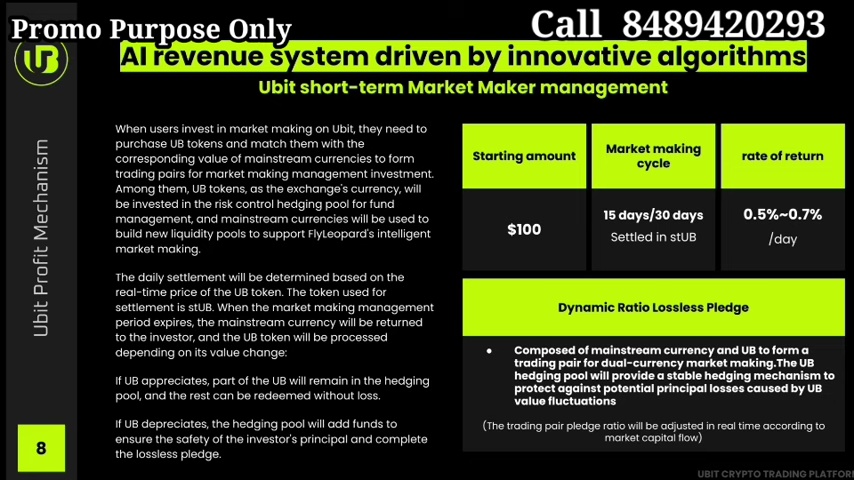 Promo Purpose Only
Call 8489420293
AI revenue system driven by innovative algorithms
Ubit short-term Market Maker management
UB
Ubit Profit Mechanism
When users invest in market making on Ubit, they need to
purchase UB tokens and match them with the
corresponding value of mainstream currencies to form
trading pairs for market making management investment.
Among them, UB tokens, as the exchange's currency, will
be invested in the risk control hedging pool for fund
management, and mainstream currencies will be used to
build new liquidity pools to support FlyLeopard's intelligent
market making.
The daily settlement will be determined based on the
real-time price of the UB token. The token used for
settlement is stUB. When the market making management
period expires, the mainstream currency will be returned
to the investor, and the UB token will be processed
depending on its value change:
If UB appreciates, part of the UB will remain in the hedging
pool, and the rest can be redeemed without loss.
If UB depreciates, the hedging pool will add funds to
ensure the safety of the investor's principal and complete
the lossless pledge.
Starting amount
Market making
cycle
rate of return
$100
15 days/30 days
Settled in stUB
0.5%~0.7%
/day
Dynamic Ratio Lossless Pledge
• Composed of mainstream currency and UB to form a
trading pair for dual-currency market making.The UB
hedging pool will provide a stable hedging mechanism to
protect against potential principal losses caused by UB
value fluctuations
(The trading pair pledge ratio will be adjusted in real time according to
market capital flow)
8
UBIT CRYPTO TRADING PLATFOR